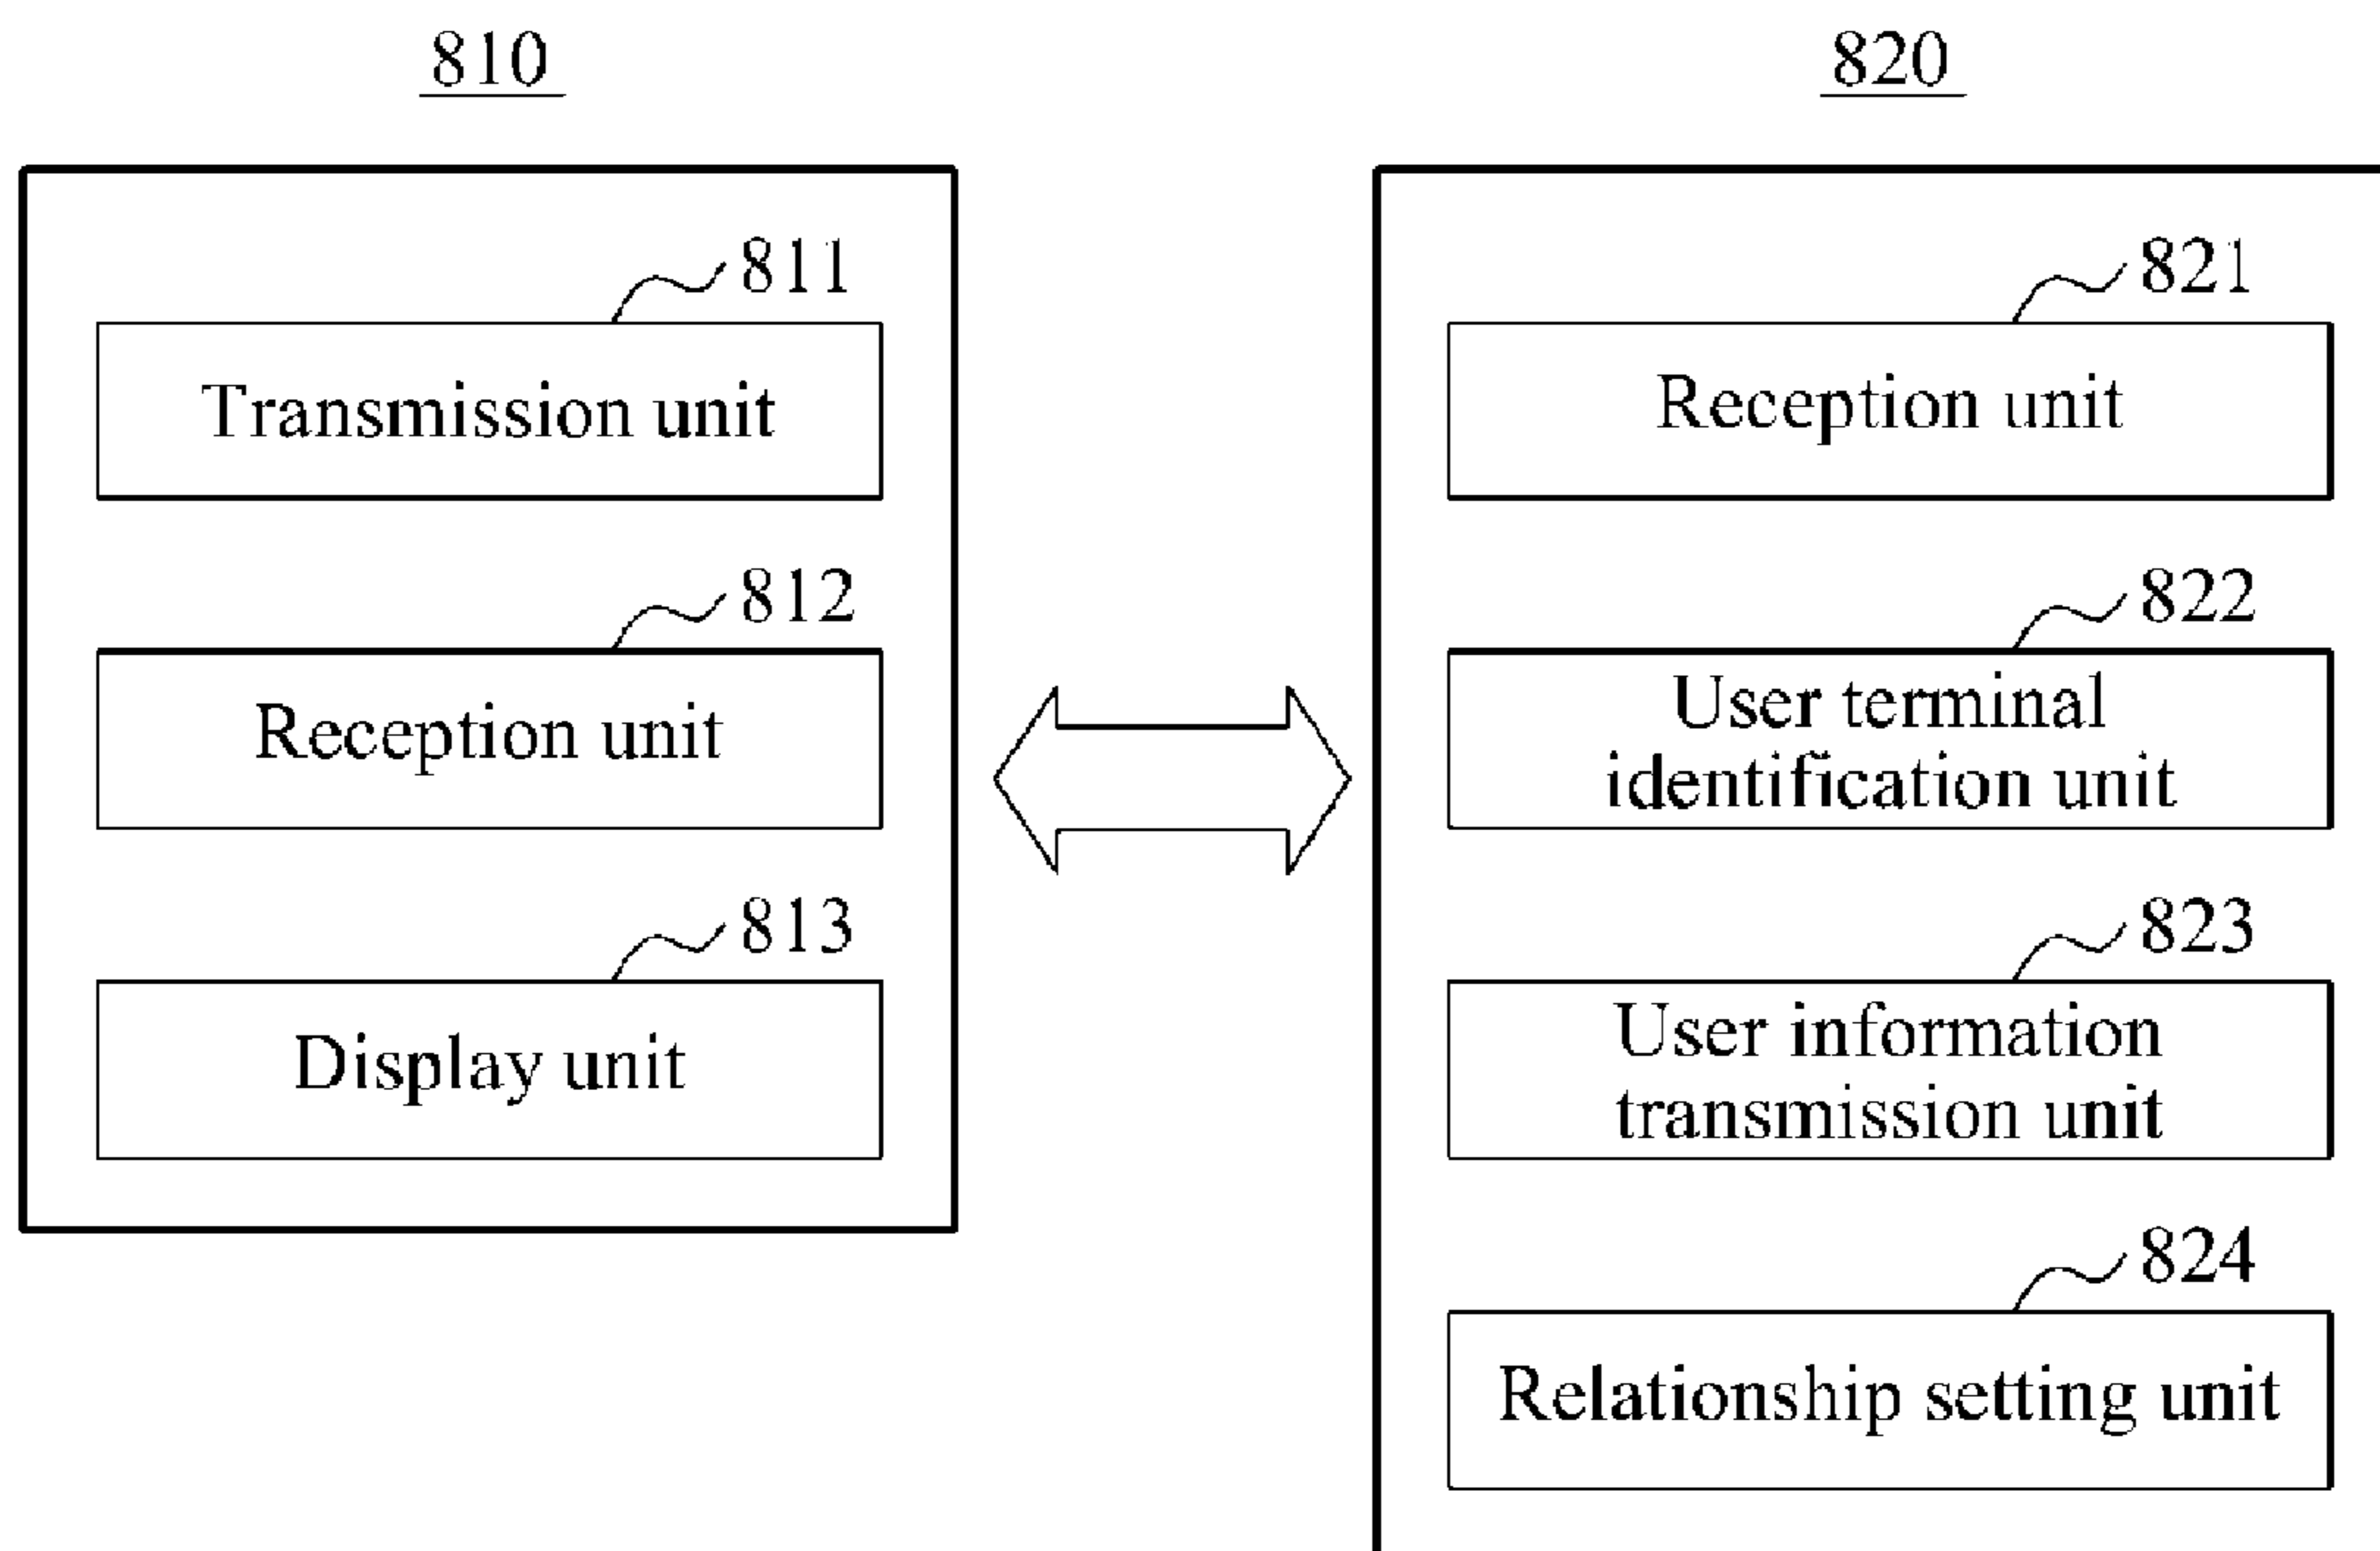 810
811
Transmission unit
812
Reception unit
813
Display unit
820
821
Reception unit
822
User terminal
identification unit
823
User information
transmission unit
824
Relationship setting unit